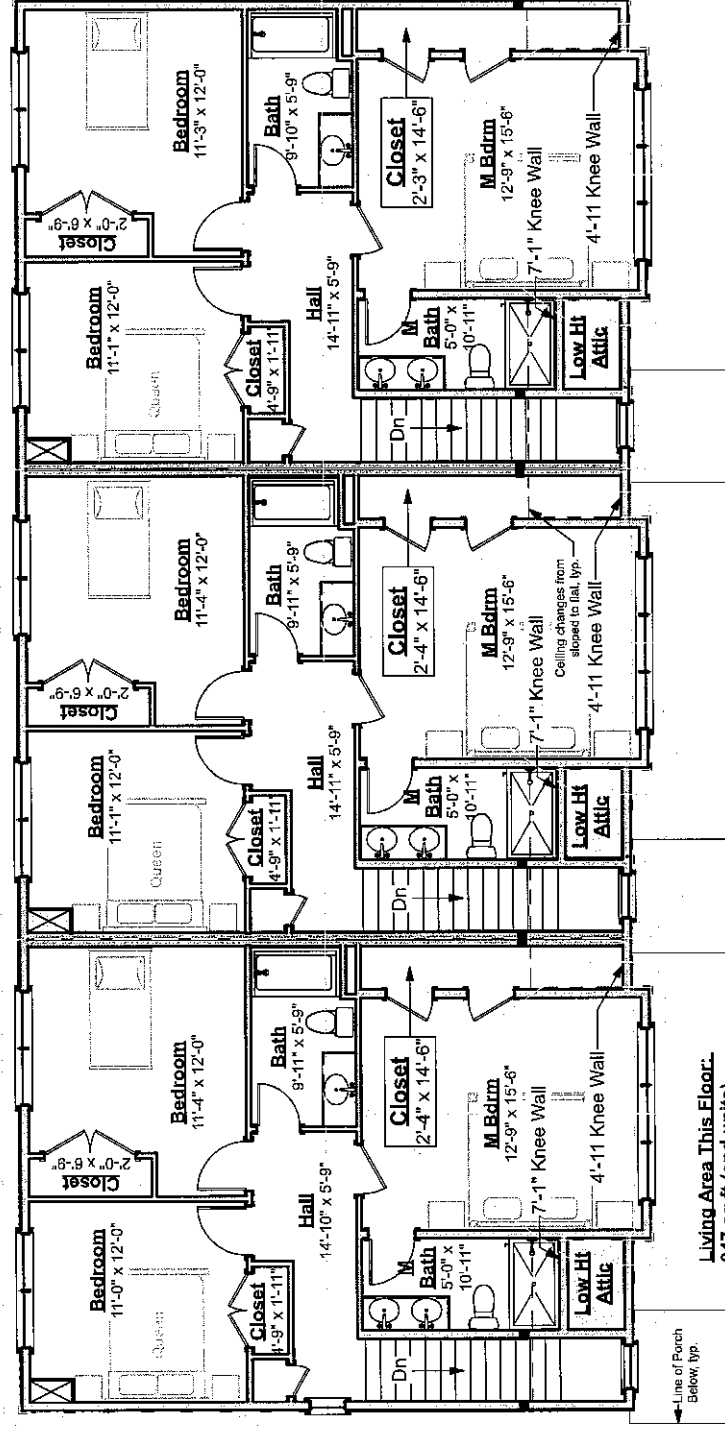 Bedroom
11'-0" x 12'-0"
Queen
Closet
2'-0" x 6'-9"
Bedroom
11'-4" x 12'-0"
Closet
4'-9" x 1'-11"
Hall
14'-10" x 5'-9"
Bath
9'-11" x 5'-9"
Dn
M
Bath
5'-0" x
10'-11"
Closet
2'-4" x 14'-6"
M Bdrm
12'-9" x 15'-6"
7'-1" Knee Wall
4'-11 Knee Wall
Low Ht
Attic
Bedroom
11'-1" x 12'-0"
Queen
Closet
2'-0" x 6'-9"
Bedroom
11'-4" x 12'-0"
Closet
4'-9" x 1'-11"
Hall
14'-11" x 5'-9"
Bath
9'-11" x 5'-9"
Dn
M
Bath
5'-0" x
10'-11"
Closet
2'-4" x 14'-6"
M Bdrm
12'-9" x 15'-6"
7'-1" Knee Wall
Ceiling changes from
sloped to flat, typ.
4'-11 Knee Wall
Low Ht
Attic
Bedroom
11'-1" x 12'-0"
Queen
Closet
2'-0" x 6'-9"
Bedroom
11'-3" x 12'-0"
Closet
4'-9" x 1'-11"
Hall
14'-11" x 5'-9"
Bath
9'-10" x 5'-9"
Dn
M
Bath
5'-0" x
10'-11"
Closet
2'-3" x 14'-6"
M Bdrm
12'-9" x 15'-6"
7'-1" Knee Wall
4'-11 Knee Wall
Low Ht
Attic
Line of Porch
Below, typ.
Living Area This Floor: